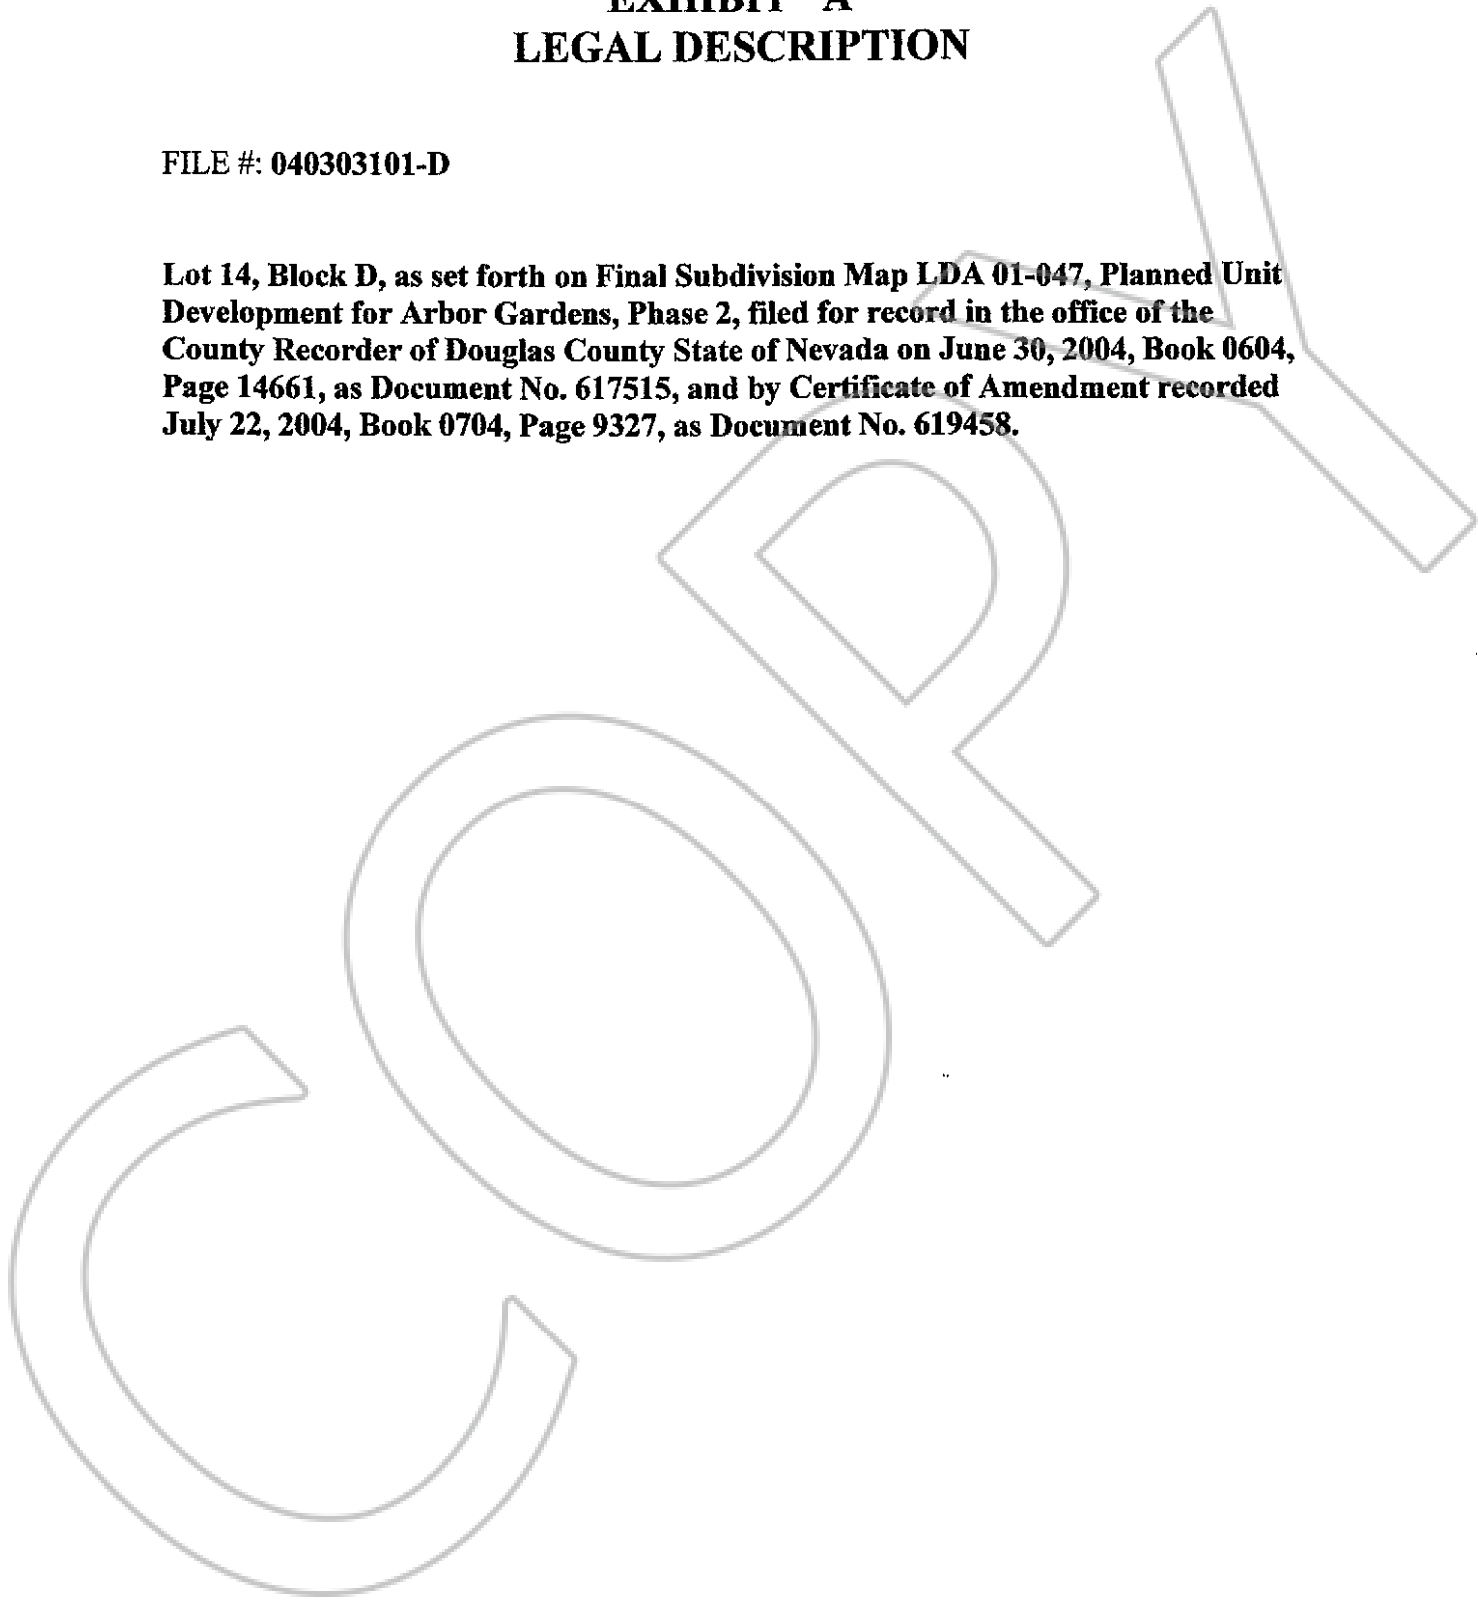 EXHIBIT "A"
LEGAL DESCRIPTION
FILE #: 040303101-D
Lot 14, Block D, as set forth on Final Subdivision Map LDA 01-047, Planned Unit
Development for Arbor Gardens, Phase 2, filed for record in the office of the
County Recorder of Douglas County State of Nevada on June 30, 2004, Book 0604,
Page 14661, as Document No. 617515, and by Certificate of Amendment recorded
July 22, 2004, Book 0704, Page 9327, as Document No. 619458.
COPY